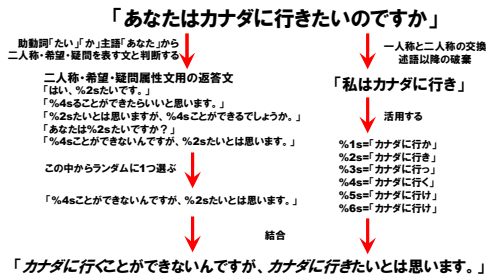 「あなたはカナダに行きたいのですか」
助動詞「たい」「か」主語「あなた」から
二人称・希望・疑問を表す文と判断する
一人称と二人称の交換
述語以降の破棄
二人称・希望・疑問属性文用の返答文
「はい、%2sたいです。」
「%4sることができたらいいと思います。」
「%2sたいとは思いますが、%4sことができるでしょうか。」
「あなたは%2sたいですか?」
「%4sことができないんですが、%2sたいとは思います。」
「私はカナダに行き」
活用する
%1s=「カナダに行か」
%2s=「カナダに行き」
%3s=「カナダに行っ」
%4s=「カナダに行く」
%5s=「カナダに行け」
%6s=「カナダに行け」
この中からランダムに1つ選ぶ
「%4sことができないんですが、%2sたいとは思います。」
結合
「カナダに行くことができないんですが、カナダに行きたいとは思います。」